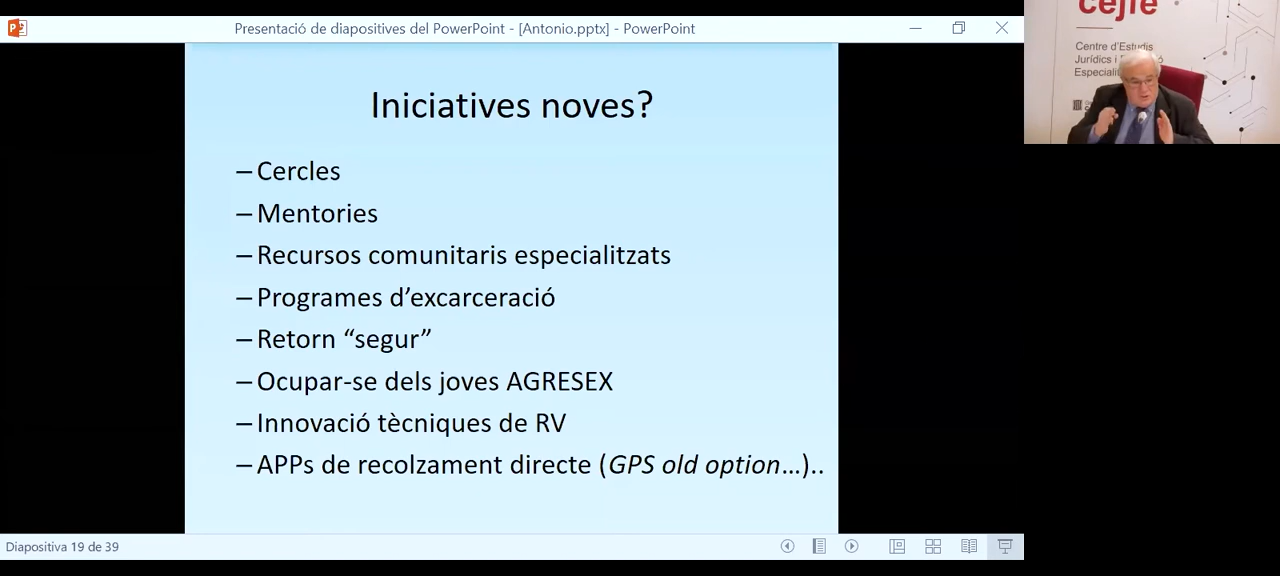 Presentació de diapositives del PowerPoint - [Antonio.pptx] - PowerPoint
Iniciatives noves?
– Cercles
– Mentories
– Recursos comunitaris especialitzats
– Programes d’excarceració
– Retorn “segur”
– Ocupar-se dels joves AGRESEX
– Innovació tècniques de RV
– APPs de recolzament directe (GPS old option…)..
Diapositiva 19 de 39
cejfe
Centre d'Estudis
Jurídics i
Especiali